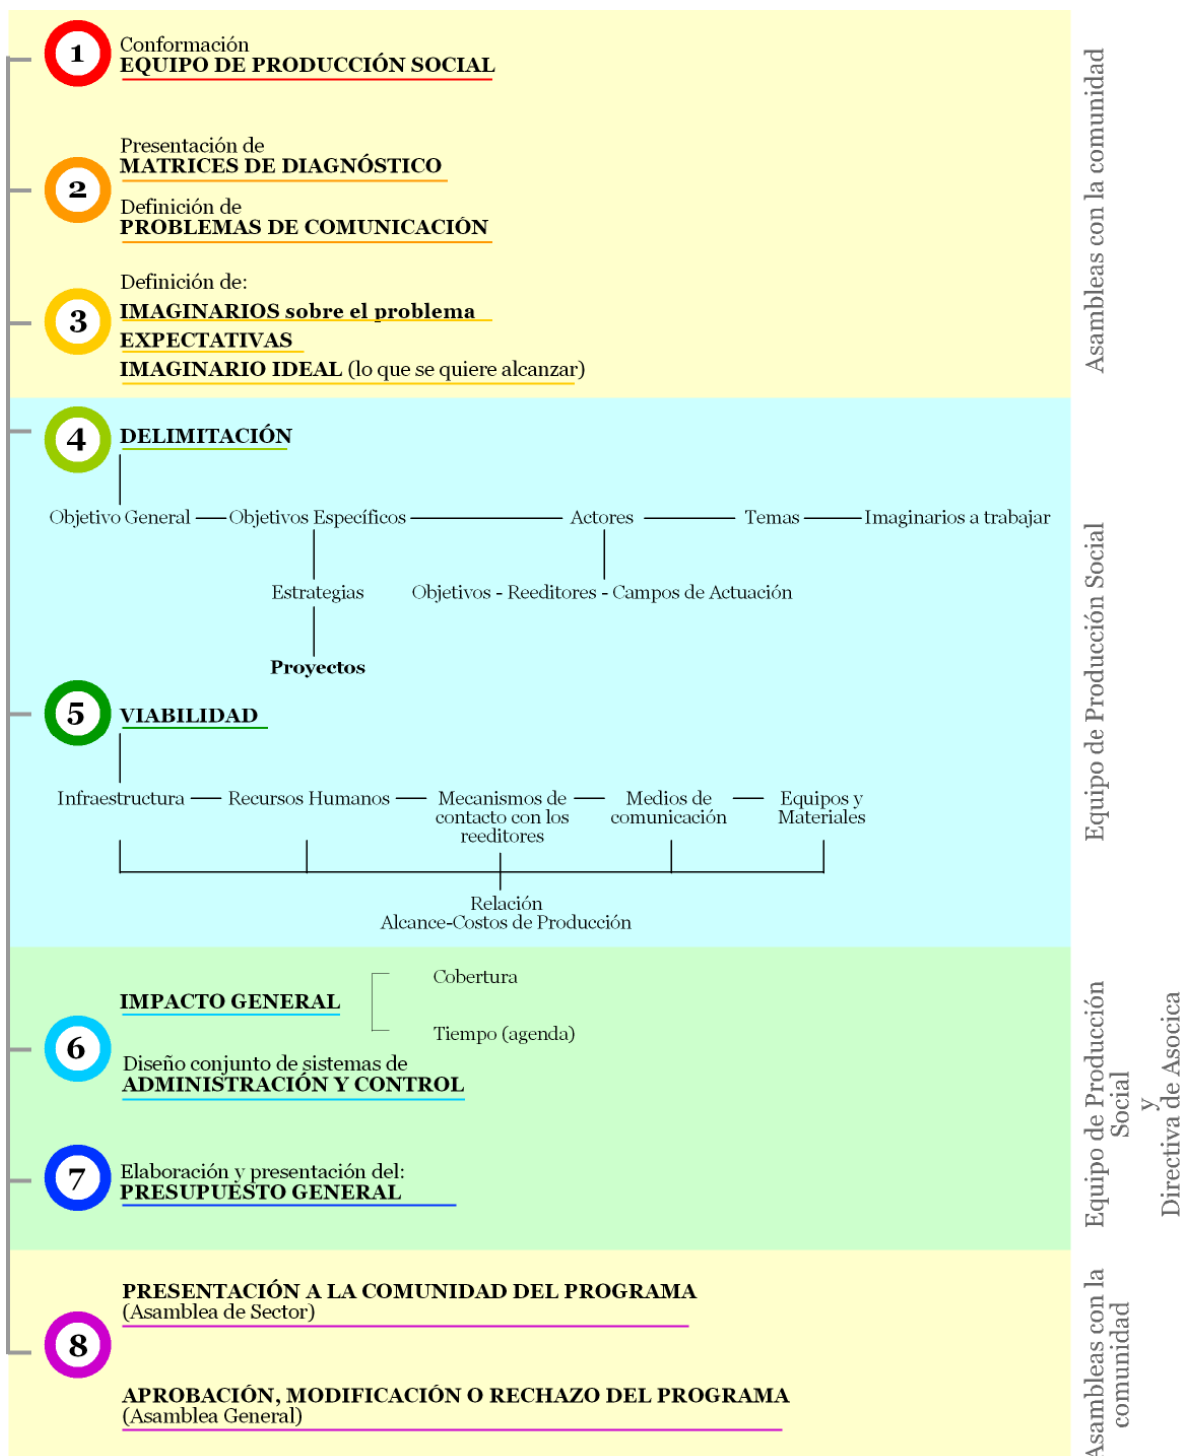 1
Conformación
EQUIPO DE PRODUCCIÓN SOCIAL
2
Presentación de
MATRICES DE DIAGNÓSTICO
Definición de
PROBLEMAS DE COMUNICACIÓN
3
Definición de:
IMAGINARIOS sobre el problema
EXPECTATIVAS
IMAGINARIO IDEAL (lo que se quiere alcanzar)
Asambleas con la comunidad
4
DELIMITACIÓN
Objetivo General
Objetivos Específicos
Actores
Temas
Imaginarios a trabajar
Estrategias
Objetivos - Reeditores - Campos de Actuación
Proyectos
5
VIABILIDAD
Infraestructura
Recursos Humanos
Mecanismos de
contacto con los
reeditores
Medios de
comunicación
Equipos y
Materiales
Relación
Alcance-Costos de Producción
Equipo de Producción Social
6
IMPACTO GENERAL
Cobertura
Tiempo (agenda)
Diseño conjunto de sistemas de
ADMINISTRACIÓN Y CONTROL
7
Elaboración y presentación del:
PRESUPUESTO GENERAL
Equipo de Producción
Social
y
Directiva de Asocica
8
PRESENTACIÓN A LA COMUNIDAD DEL PROGRAMA
(Asamblea de Sector)
APROBACIÓN, MODIFICACIÓN O RECHAZO DEL PROGRAMA
(Asamblea General)
Asambleas con la
comunidad